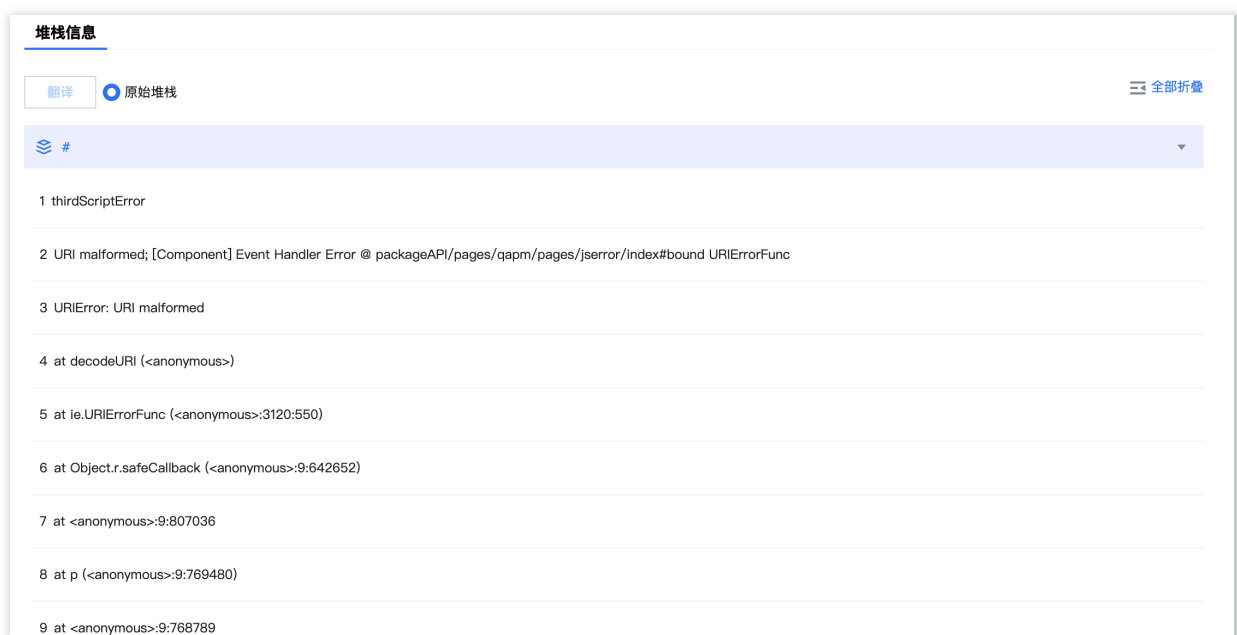 堆栈信息
翻译 原始堆栈 全部折叠
#
1 thirdScriptError
2 URI malformed; [Component] Event Handler Error @ packageAPI/pages/qapm/pages/jserror/index#bound URIErrorFunc
3 URIError: URI malformed
4 at decodeURI (<anonymous>)
5 at ie.URIErrorFunc (<anonymous>:3120:550)
6 at Object.r.safeCallback (<anonymous>:9:642652)
7 at <anonymous>:9:807036
8 at p (<anonymous>:9:769480)
9 at <anonymous>:9:768789